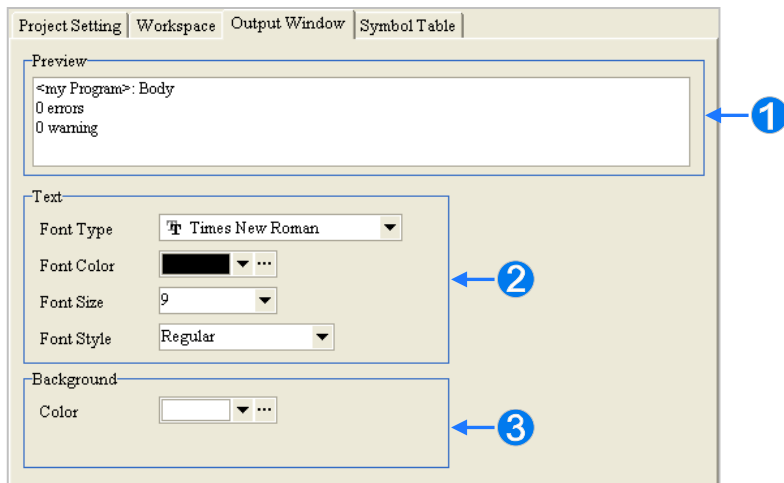 Project Setting Workspace Output Window Symbol Table
Preview
<my Program>: Body
0 errors
0 warning
1
Text
Font Type Times New Roman
Font Color
2
Font Size 9
Font Style Regular
Background
Color
3